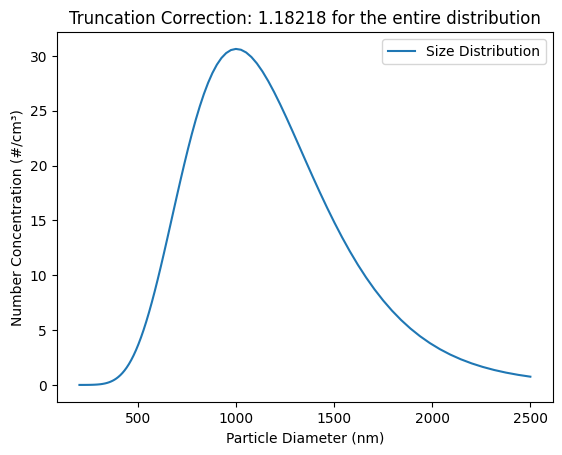 Truncation Correction: 1.18218 for the entire distribution
Size Distribution
Number Concentration (#/cm³)
30
25
20
15
10
5
0
500 1000 1500 2000 2500
Particle Diameter (nm)